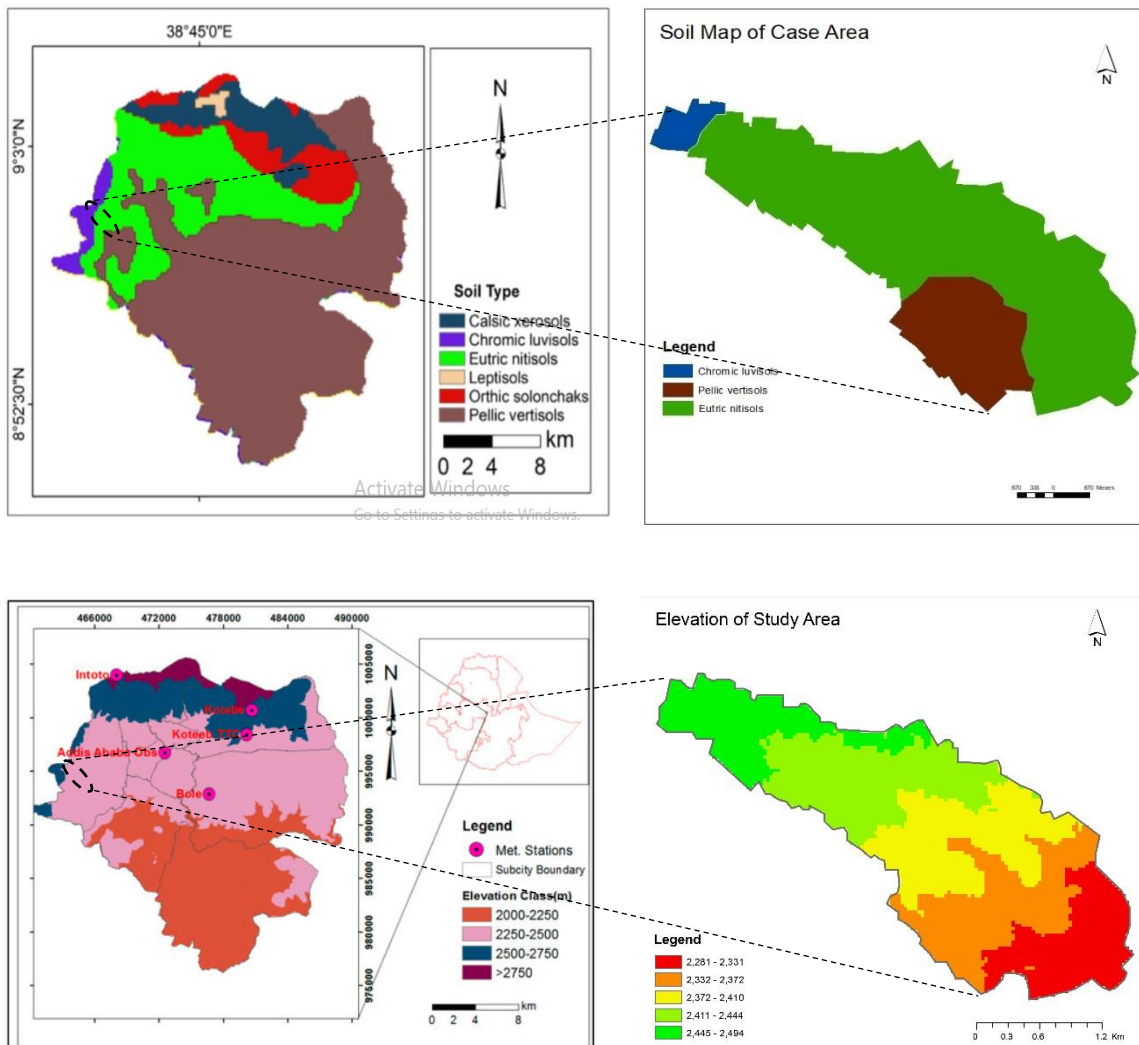 38°45'0"E
9°3'0"N
8°52'30"N
N
Soil Type
Calsic xerosols
Chromic luvisols
Eutric nitisols
Leptisols
Orthic solonchaks
Pellic vertisols
km
0 2 4 8
Activate Windows
Go to Settings to activate Windows.
Soil Map of Case Area
N
Legend
Chromic luvisols
Pellic vertisols
Eutric nitisols
670 335 0 670 Meters
466000 472000 478000 484000 490000
1005000
1000000
995000
990000
985000
980000
975000
Intoto
Kotebe
Koteeb TTC
Addis Ababa Obs
Bole
N
Legend
Met. Stations
Subcity Boundary
Elevation Class(m)
2000-2250
2250-2500
2500-2750
>2750
km
0 2 4 8
Elevation of Study Area
N
Legend
2,281 - 2,331
2,332 - 2,372
2,372 - 2,410
2,411 - 2,444
2,445 - 2,494
0 0.3 0.6 1.2 Km